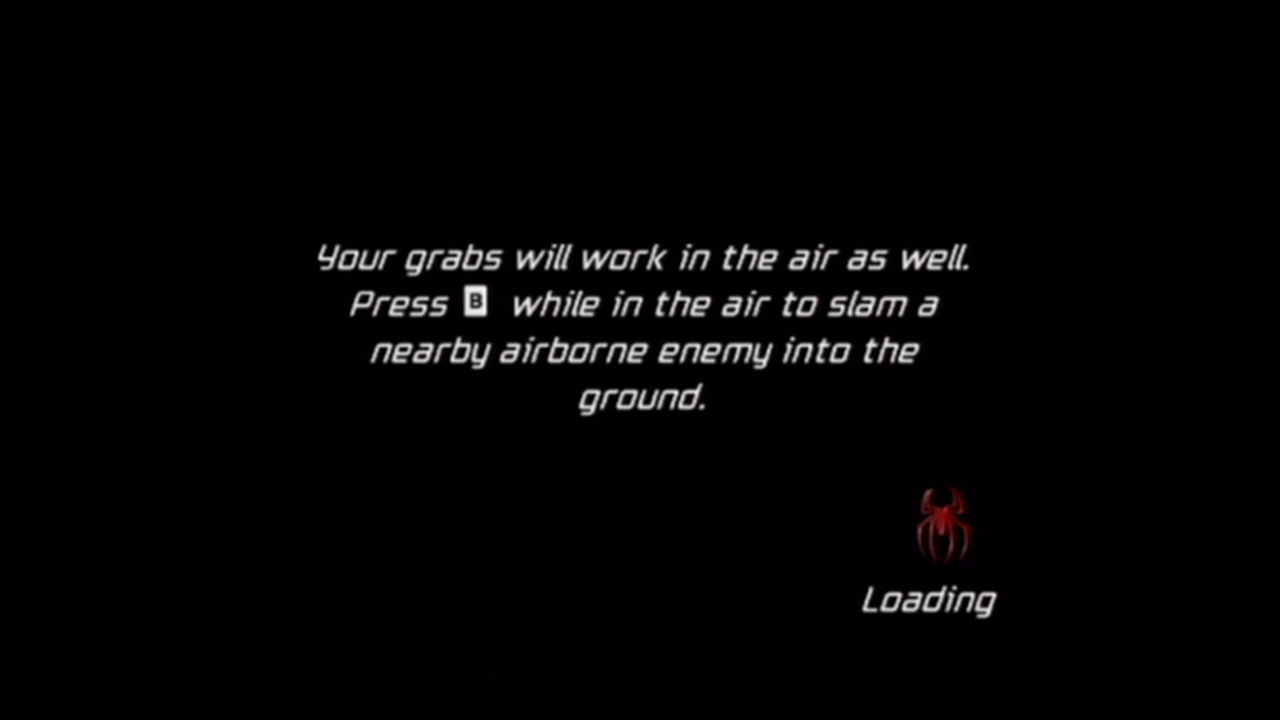 Your grabs will work in the air as well.
Press B while in the air to slam a
nearby airborne enemy into the
ground.
Loading